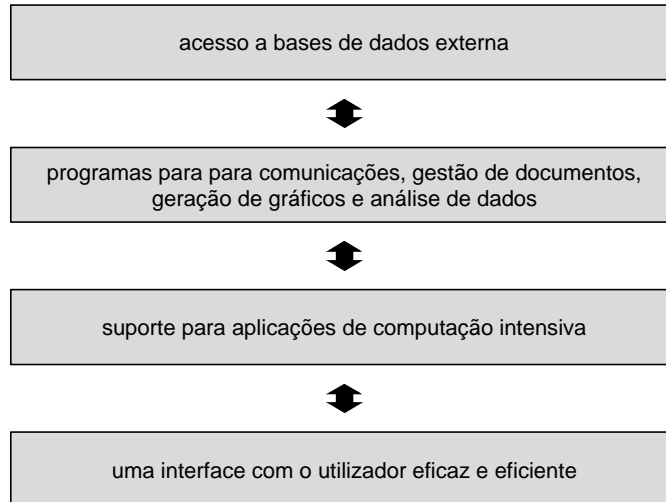 acesso a bases de dados externa
programas para para comunicações, gestão de documentos,
geração de gráficos e análise de dados
suporte para aplicações de computação intensiva
uma interface com o utilizador eficaz e eficiente